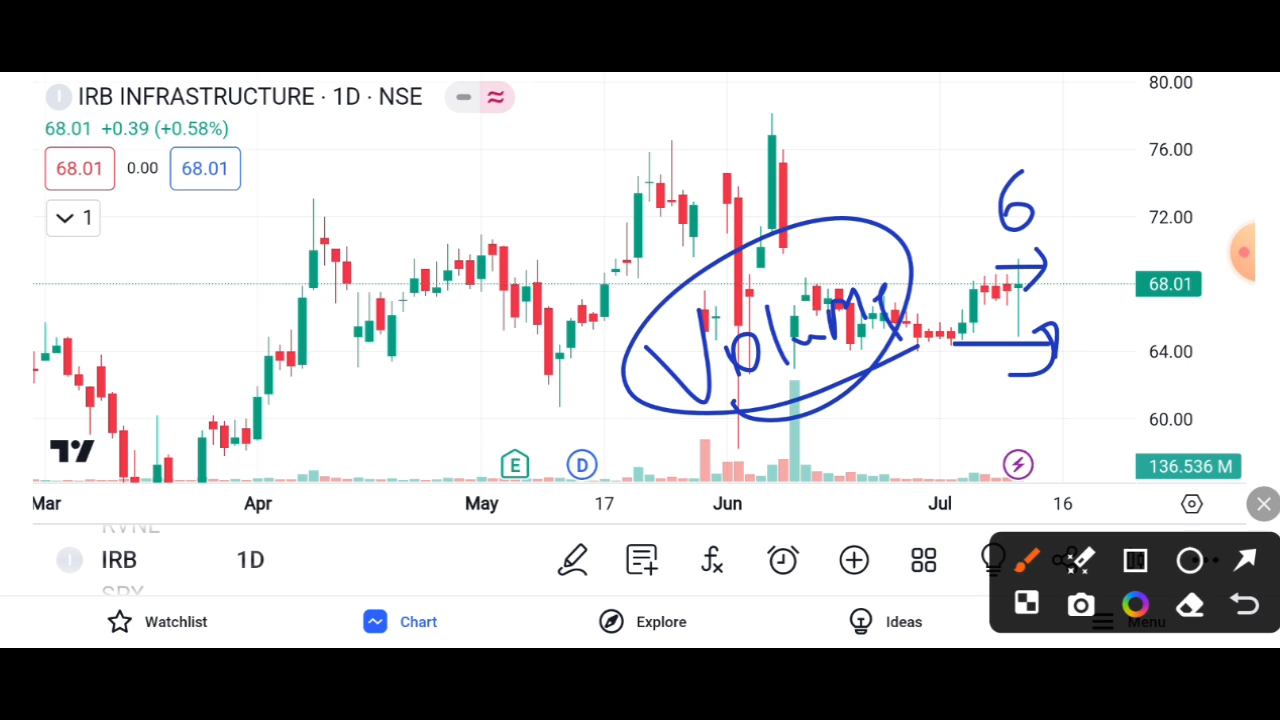 IRB INFRASTRUCTURE · 1D · NSE
68.01 +0.39 (+0.58%)
68.01 0.00 68.01
1
80.00
76.00
72.00
68.01
64.00
60.00
136.536 M
6
Volume
E D
Mar Apr May 17 Jun Jul 16
RVNE
IRB 1D
SPY
Watchlist Chart Explore Ideas Menu